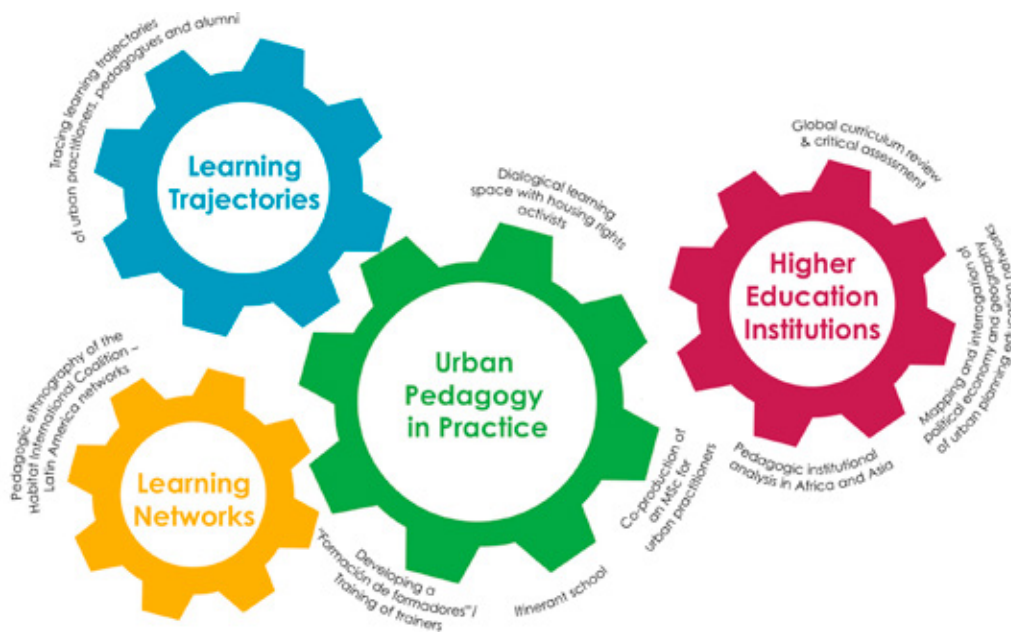 Tracing learning trajectories
of urban practitioners, pedagogues and alumni
Learning
Trajectories
Dialogical learning
space with housing rights
activists
Global curriculum review
& critical assessment
Higher
Education
Institutions
Mapping and interrogation of
political economy and geography
of urban planning education networks
Pedagogic institutional
analysis in Africa and Asia
Urban
Pedagogy
in Practice
Co-production of
an MSc for
urban practitioners
Itinerant school
Developing a
"Formación de formadores"/
Training of trainers
Pedagogic ethnography of the
Habitat International Coalition –
Latin America networks
Learning
Networks